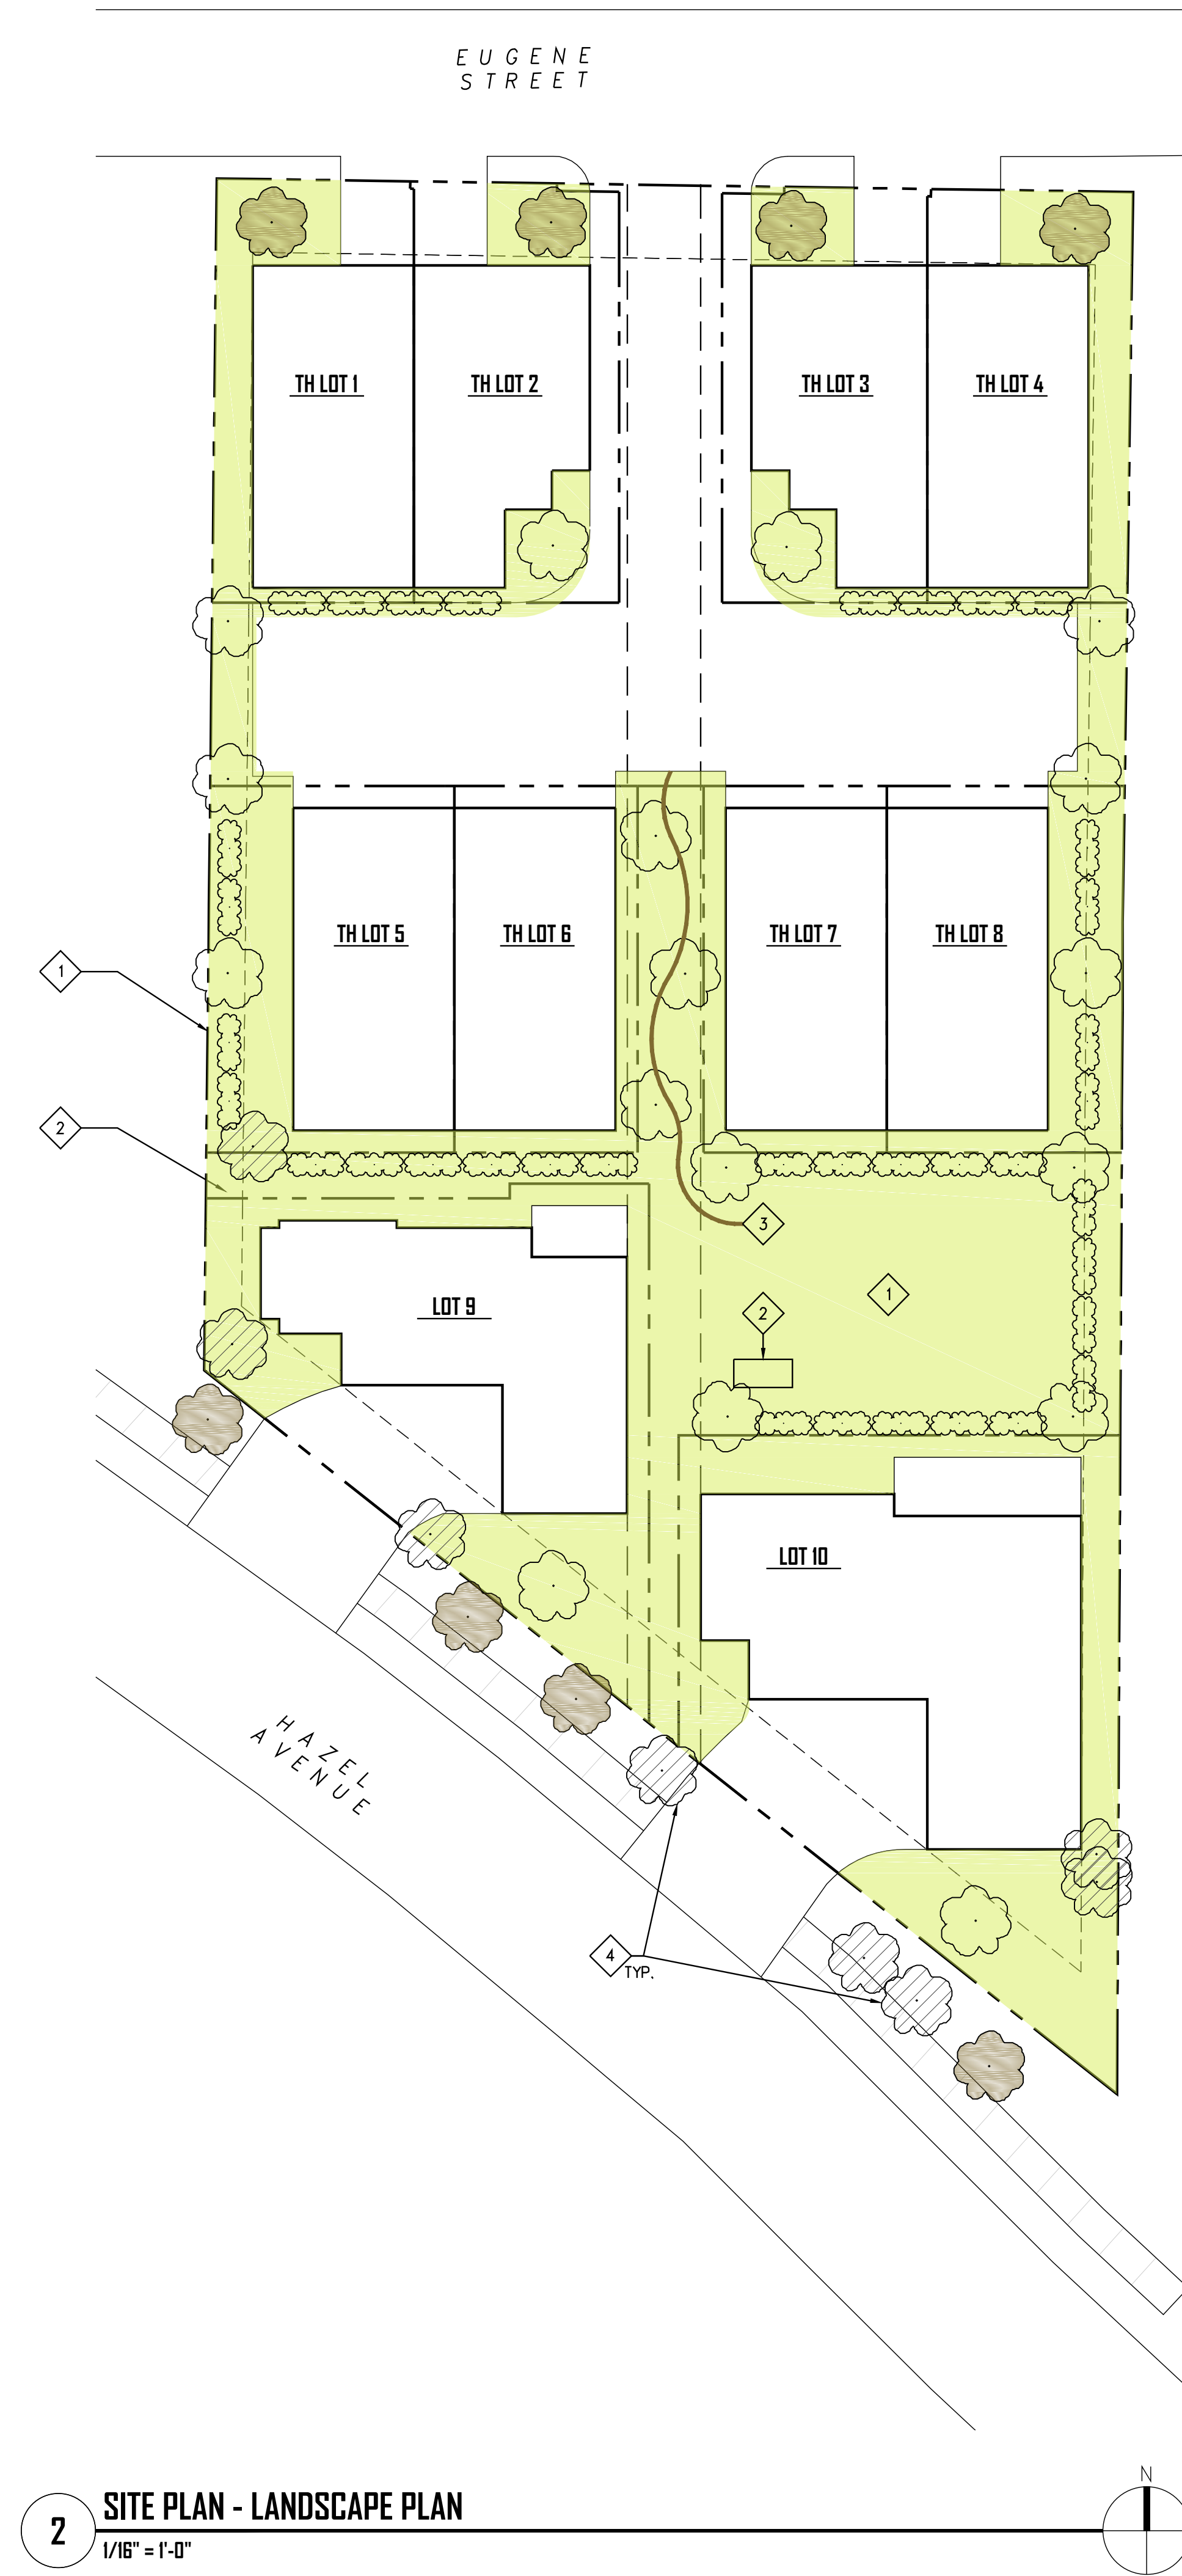 EUGENE
STREET
TH LOT 1
TH LOT 2
TH LOT 3
TH LOT 4
TH LOT 5
TH LOT 6
TH LOT 7
TH LOT 8
1
2
3
1
2
LOT 9
LOT 10
HAZEL
AVENUE
4
TYP.
N
2
SITE PLAN - LANDSCAPE PLAN
1/16" = 1'-0"